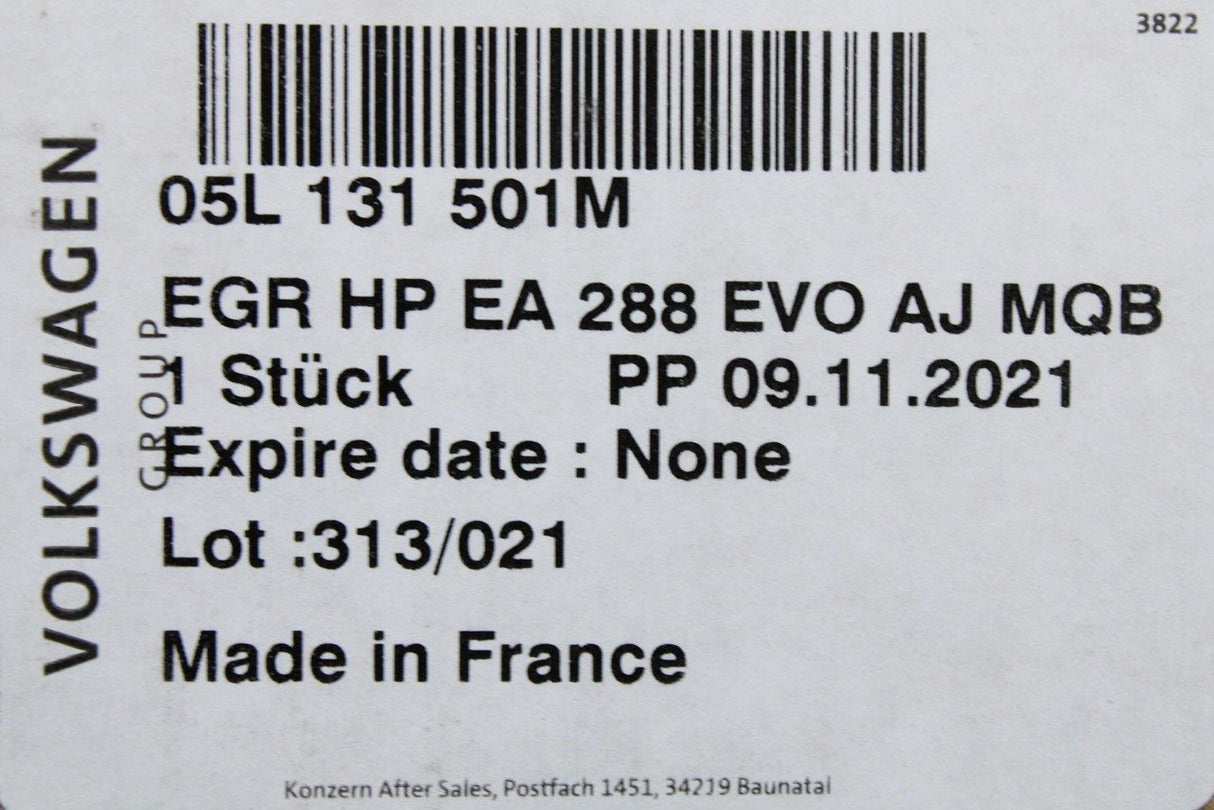 3822
VOLKSWAGEN
GROUP
05L 131 501M
EGR HP EA 288 EVO AJ MQB
1 Stück PP 09.11.2021
Expire date : None
Lot :313/021
Made in France
Konzern After Sales, Postfach 1451, 34219 Baunatal